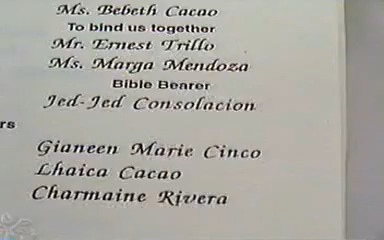 Ms. Bebeth Cacao
To bind us together
Mr. Ernest Trillo
Ms. Marga Mendoza
Bible Bearer
Jed-Jed Consolacion
rs
Gianeen Marie Cinco
Lhaica Cacao
Charmaine Rivera